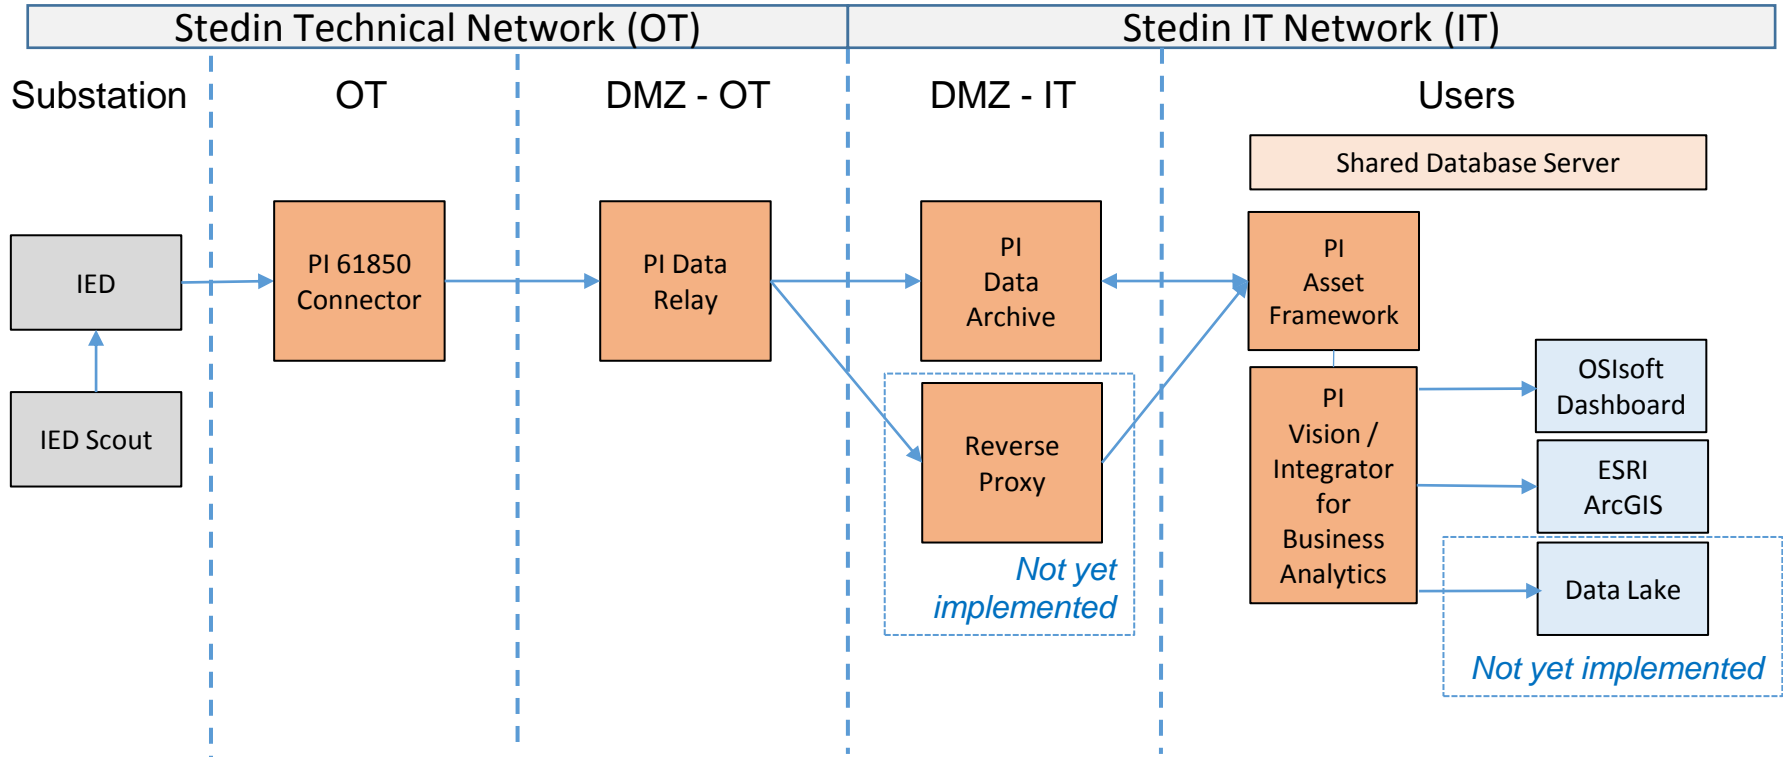 Stedin Technical Network (OT)
Stedin IT Network (IT)
Substation
OT
DMZ - OT
DMZ - IT
Users
Shared Database Server
IED
IED Scout
PI 61850
Connector
PI Data
Relay
PI
Data
Archive
Reverse
Proxy
Not yet
implemented
PI
Asset
Framework
PI
Vision /
Integrator
for
Business
Analytics
OSIsoft
Dashboard
ESRI
ArcGIS
Data Lake
Not yet implemented